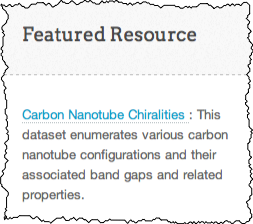 Featured Resource
Carbon Nanotube Chiralities : This
dataset enumerates various carbon
nanotube configurations and their
associated band gaps and related
properties.